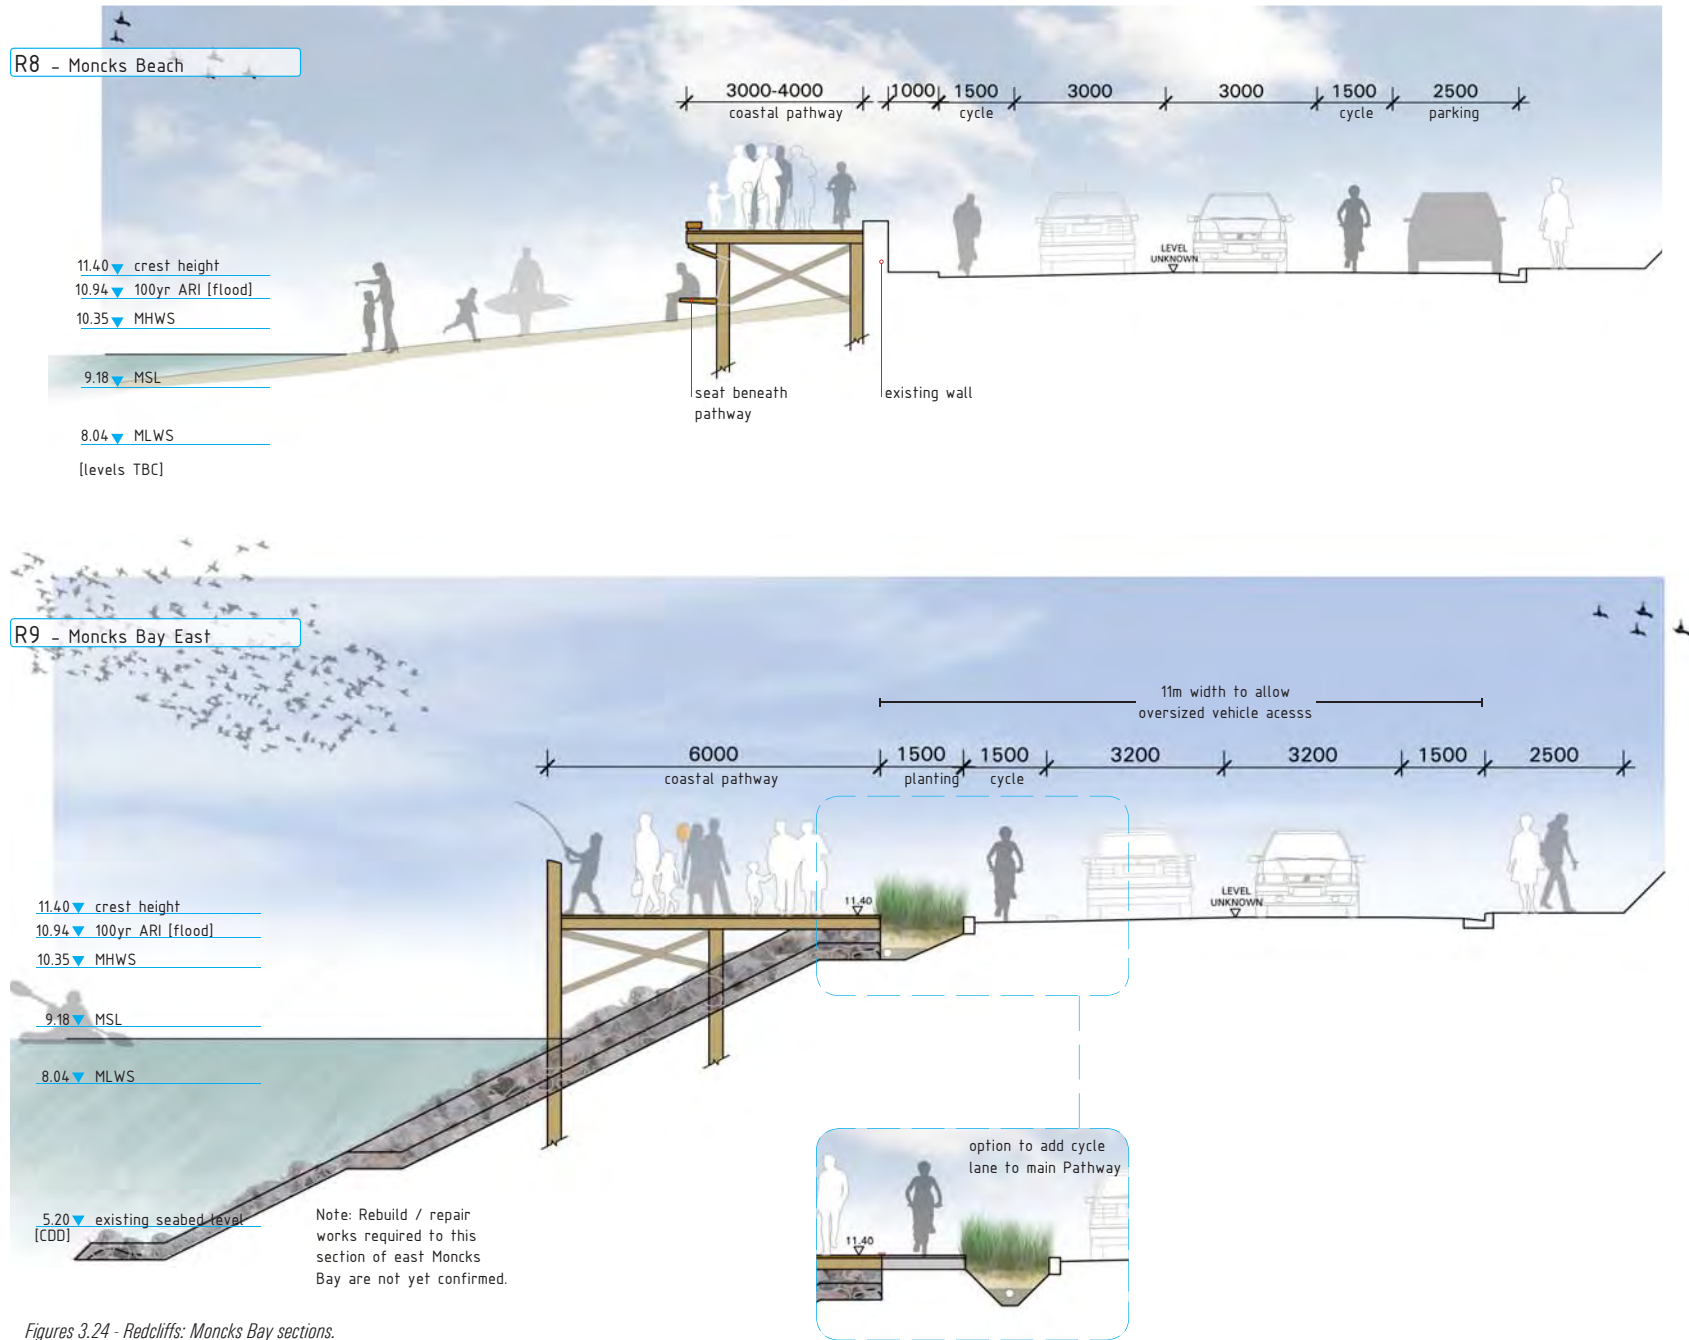 R8 - Moncks Beach
3000-4000 1000 1500 3000 3000 1500 2500
coastal pathway cycle cycle parking
LEVEL
UNKNOWN
11.40 crest height
10.94 100yr ARI [flood]
10.35 MHWS
9.18 MSL
8.04 MLWS
[levels TBC]
seat beneath
pathway
existing wall
R9 - Moncks Bay East
11m width to allow
oversized vehicle acesss
6000 1500 1500 3200 3200 1500 2500
coastal pathway planting cycle
11.40
LEVEL
UNKNOWN
11.40 crest height
10.94 100yr ARI [flood]
10.35 MHWS
9.18 MSL
8.04 MLWS
5.20 existing seabed level
[CDD]
Note: Rebuild / repair
works required to this
section of east Moncks
Bay are not yet confirmed.
option to add cycle
lane to main Pathway
11.40
Figures 3.24 - Redcliffs: Moncks Bay sections.